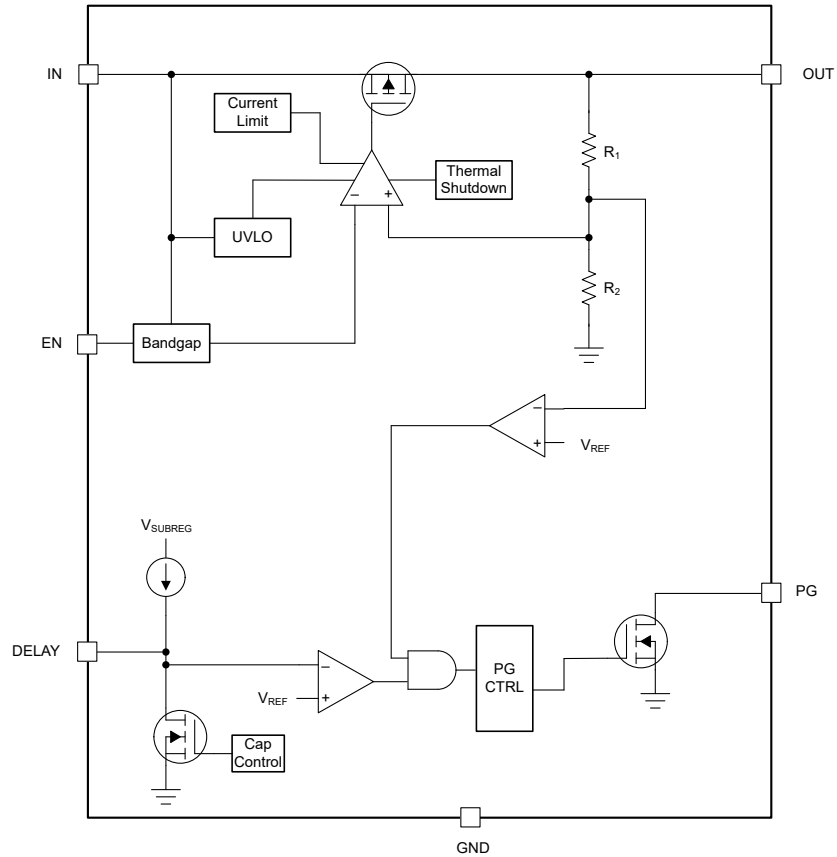 IN
OUT
Current
Limit
R1
Thermal
Shutdown
–
+
UVLO
R2
EN
Bandgap
–
+
VREF
VSUBREG
PG
DELAY
–
PG
CTRL
VREF
+
Cap
Control
GND